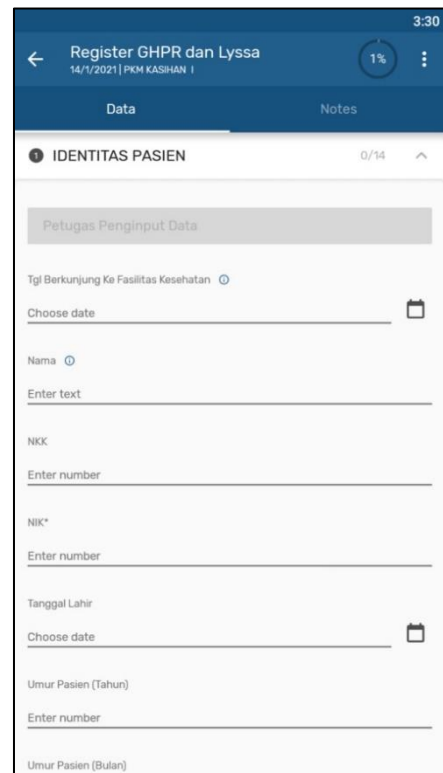 3:30
Register GHPR dan Lyssa
14/1/2021 | PKM KASIHAN I
1%
Data
Notes
1 IDENTITAS PASIEN 0/14
Petugas Penginput Data
Tgl Berkunjung Ke Fasilitas Kesehatan
Choose date
Nama
Enter text
NKK
Enter number
NIK*
Enter number
Tanggal Lahir
Choose date
Umur Pasien (Tahun)
Enter number
Umur Pasien (Bulan)